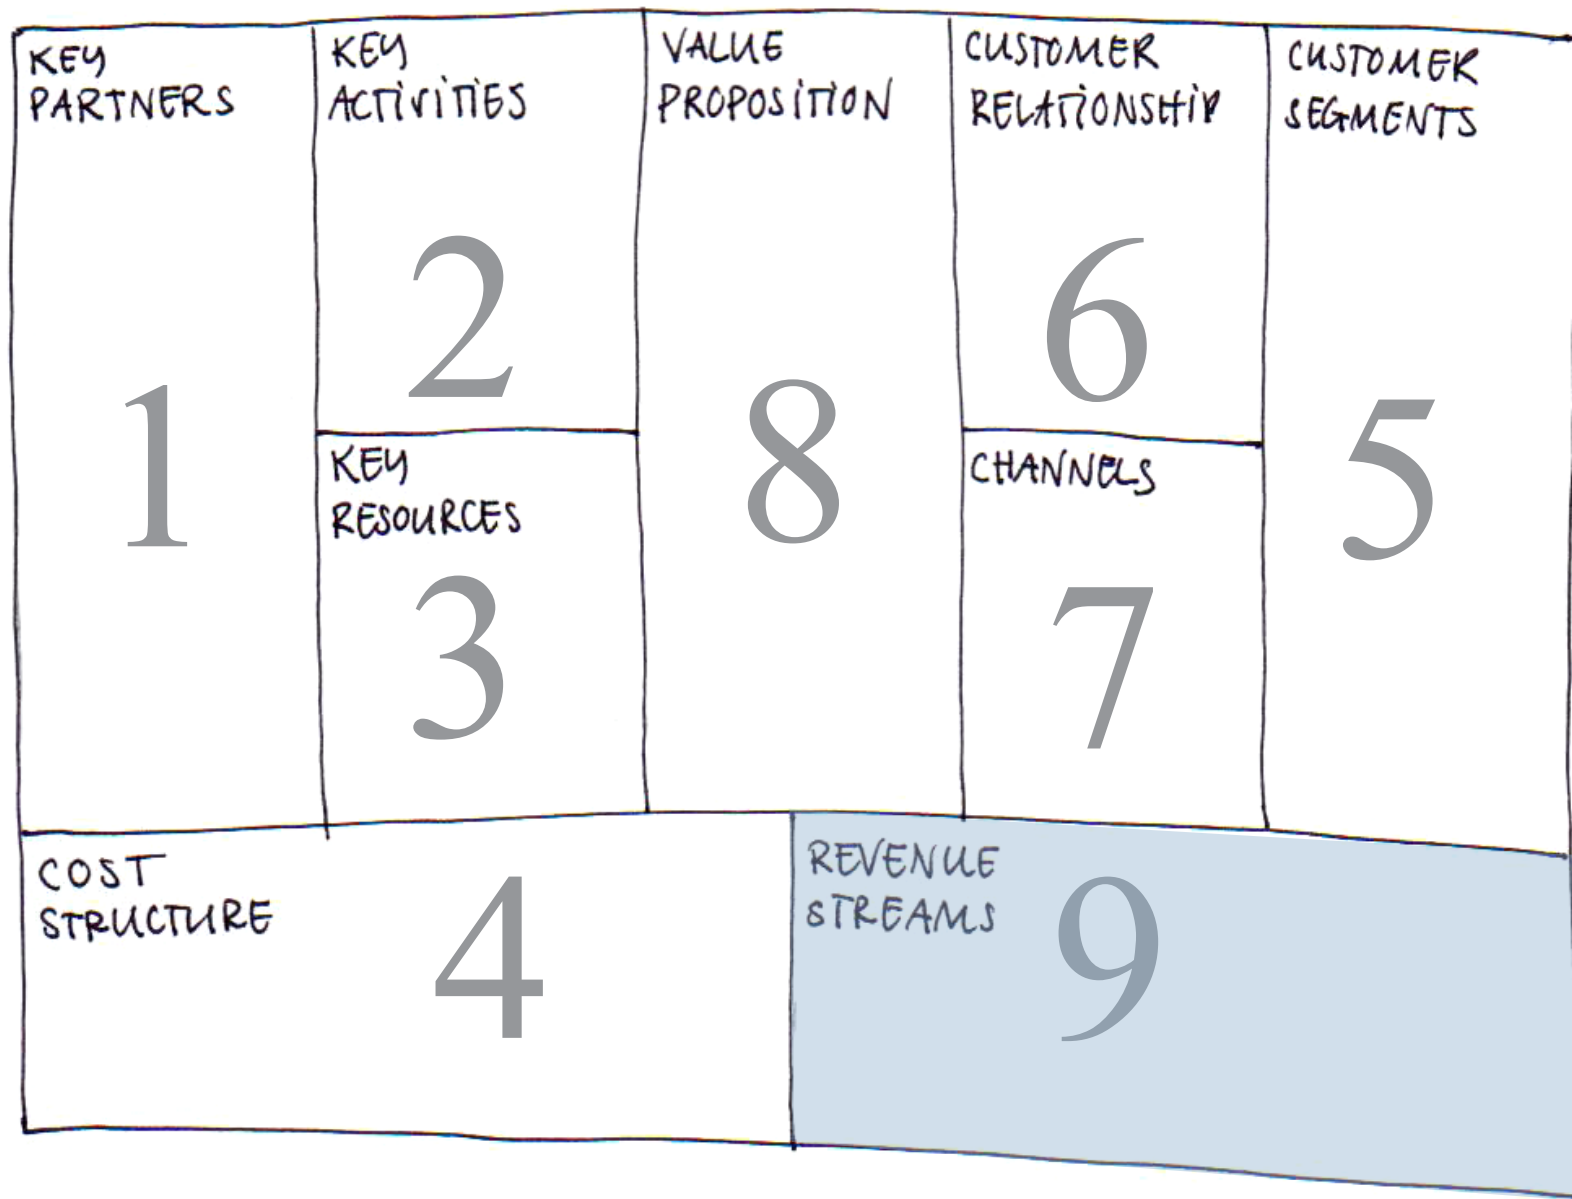 KEY
PARTNERS
1
KEY
ACTIVITIES
2
KEY
RESOURCES
3
VALUE
PROPOSITION
8
CUSTOMER
RELATIONSHIP
6
CHANNELS
7
CUSTOMER
SEGMENTS
5
COST
STRUCTURE
4
REVENUE
STREAMS
9